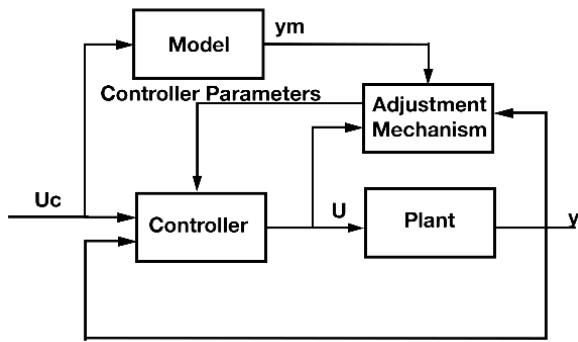 ym
Model
Controller Parameters
Adjustment
Mechanism
Uc
Controller
U
Plant
y